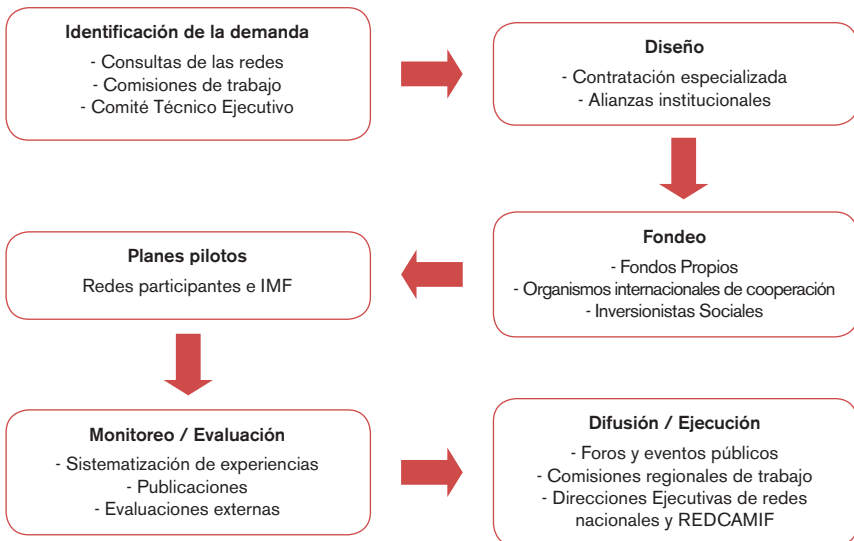 Identificación de la demanda
- Consultas de las redes
- Comisiones de trabajo
- Comité Técnico Ejecutivo
Diseño
- Contratación especializada
- Alianzas institucionales
Fondeo
- Fondos Propios
- Organismos internacionales de cooperación
- Inversionistas Sociales
Planes pilotos
Redes participantes e IMF
Monitoreo / Evaluación
- Sistematización de experiencias
- Publicaciones
- Evaluaciones externas
Difusión / Ejecución
- Foros y eventos públicos
- Comisiones regionales de trabajo
- Direcciones Ejecutivas de redes
nacionales y REDCAMIF